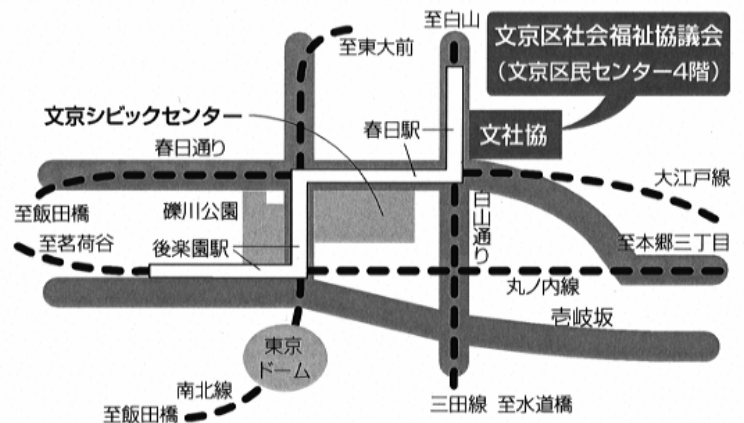 至白山
文京区社会福祉協議会
(文京区民センター4階)
至東大前
文京シビックセンター
春日駅
文社協
春日通り
大江戸線
至飯田橋
礫川公園
白山通り
至茗荷谷
後楽園駅
至本郷三丁目
丸ノ内線
壱岐坂
東京
ドーム
南北線
至飯田橋
三田線 至水道橋